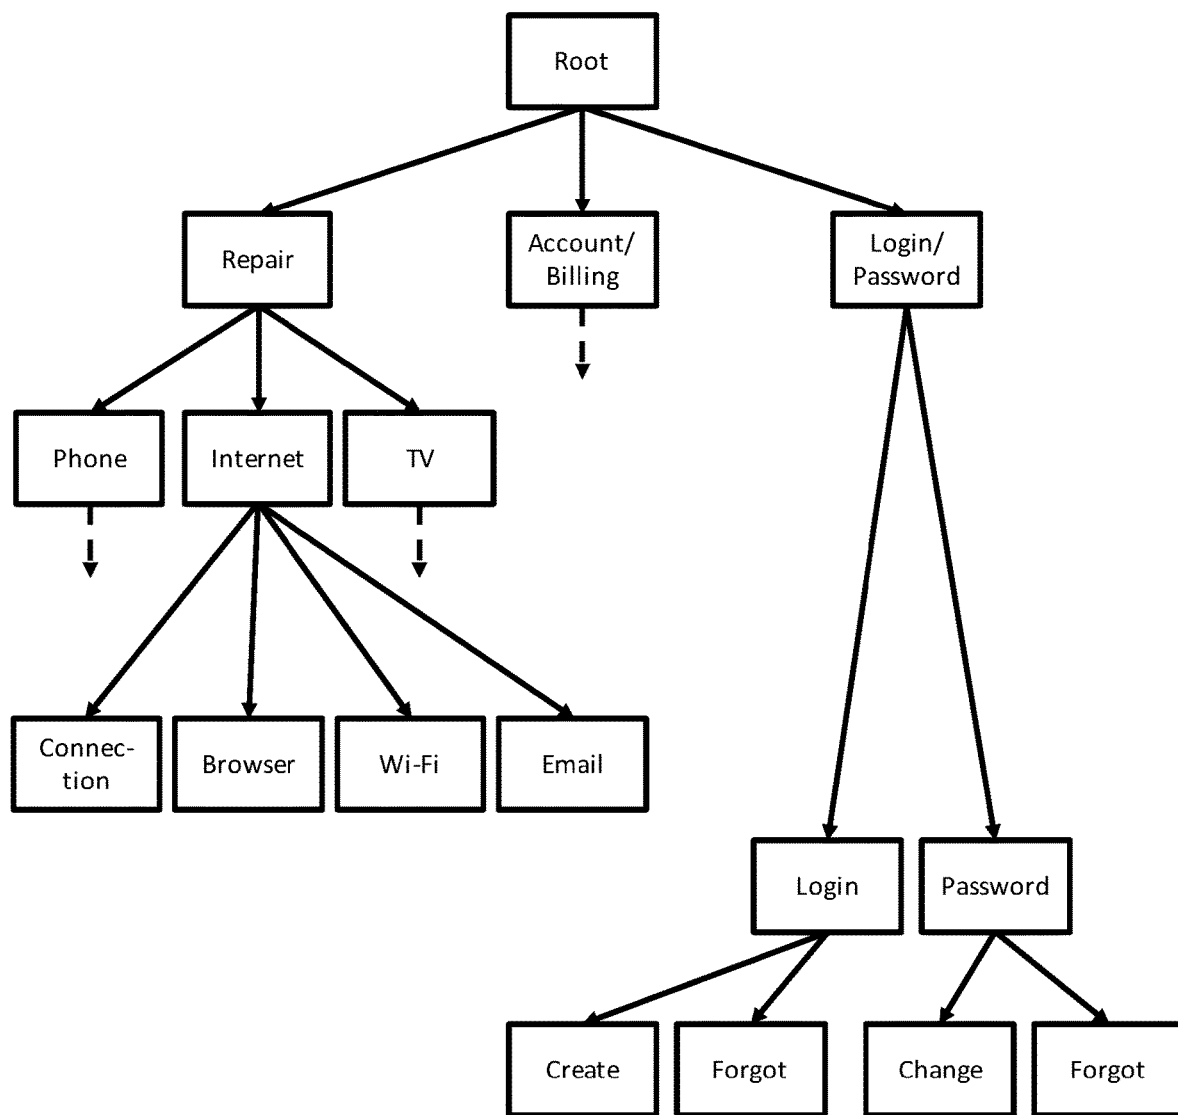 Root
Repair
Account/
Billing
Login/
Password
Phone
Internet
TV
Connec-
tion
Browser
Wi-Fi
Email
Login
Password
Create
Forgot
Change
Forgot